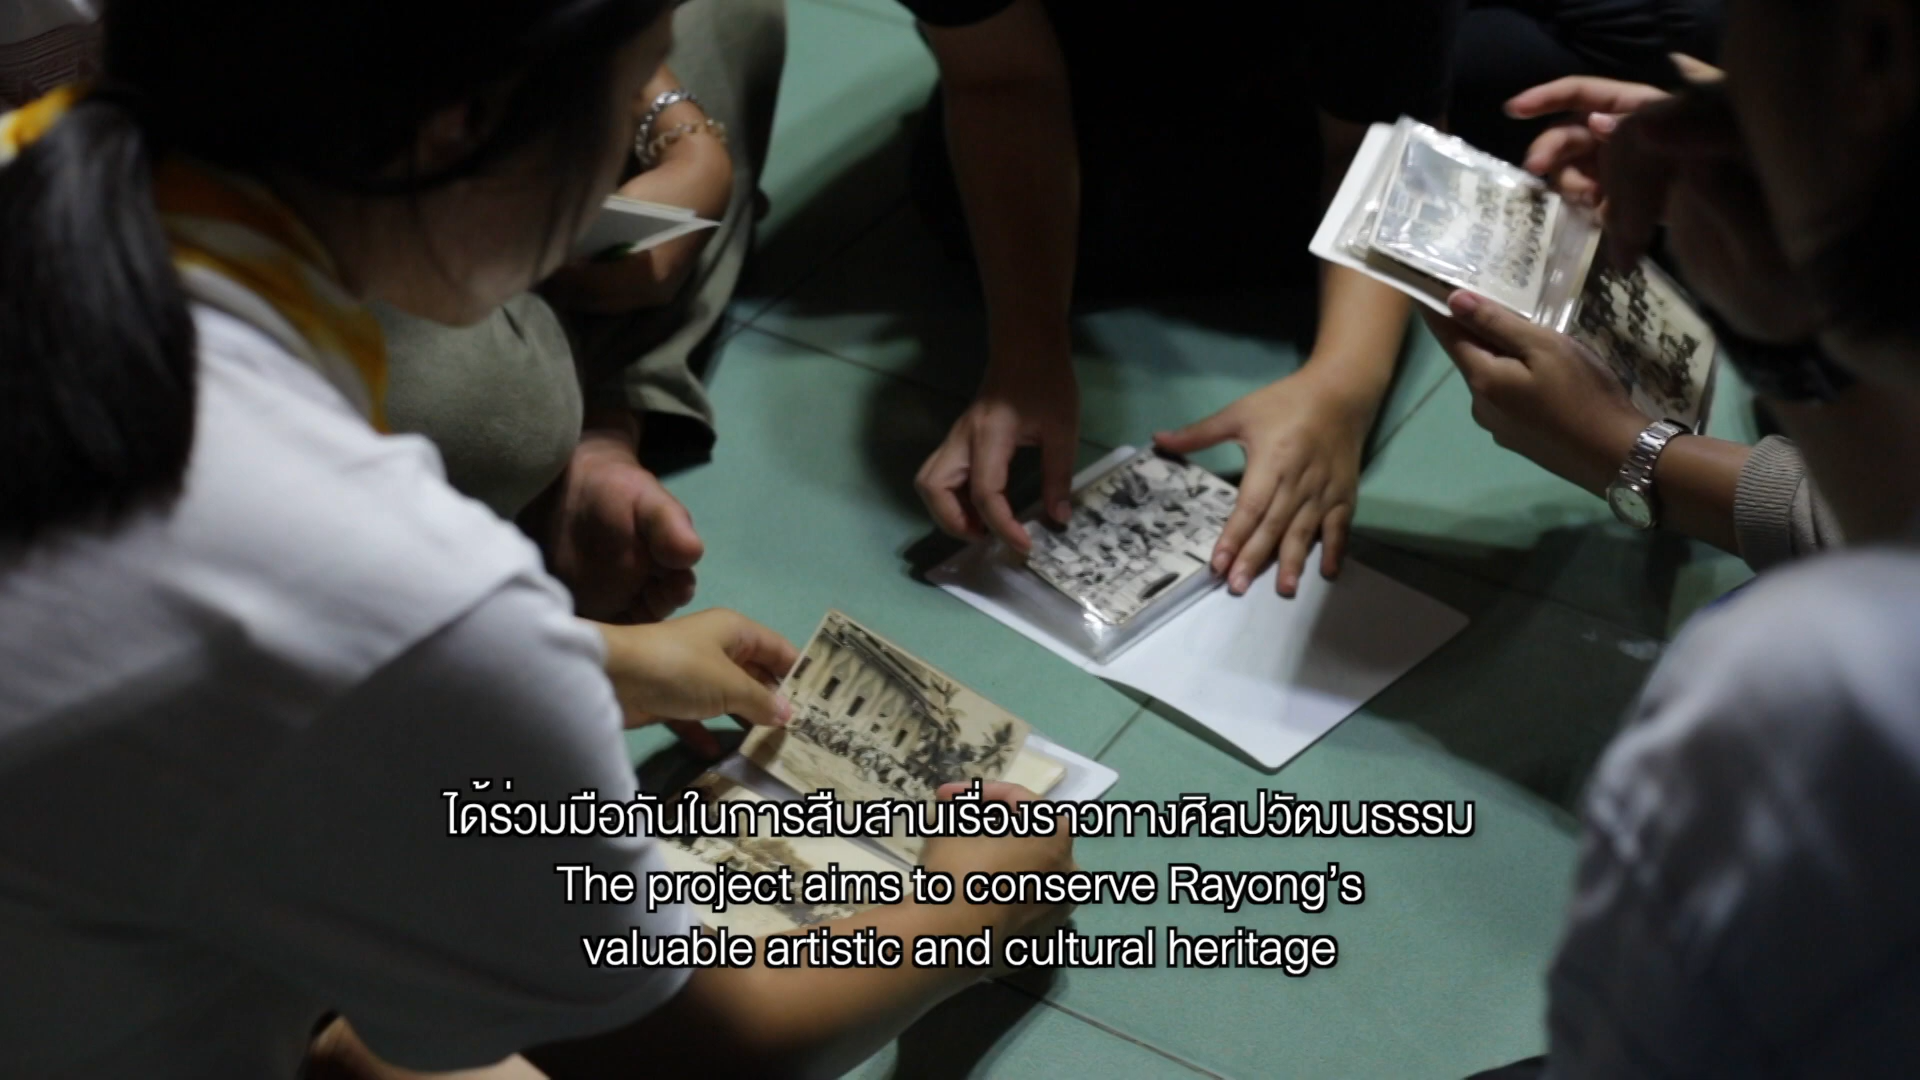 ได้ร่วมมือกันในการสืบสานเรื่องราวทางศิลปวัฒนธรรม
The project aims to conserve Rayong’s
valuable artistic and cultural heritage